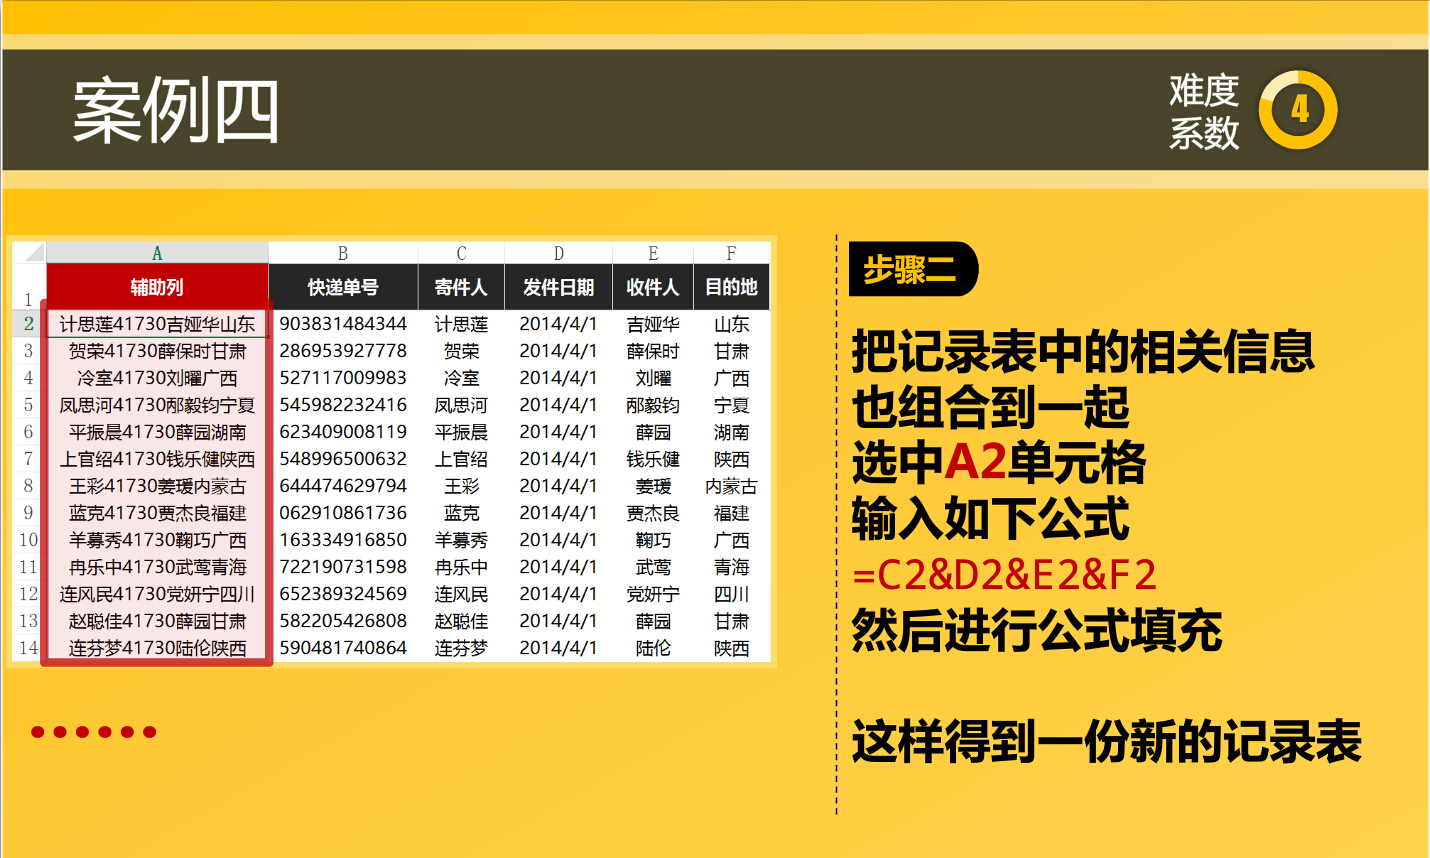 案例四
难度
系数
4
A B C D E F
1 辅助列 快递单号 寄件人 发件日期 收件人 目的地
2 计思莲41730吉娅华山东 903831484344 计思莲 2014/4/1 吉娅华 山东
3 贺荣41730薛保时甘肃 286953927778 贺荣 2014/4/1 薛保时 甘肃
4 冷室41730刘曜广西 527117009983 冷室 2014/4/1 刘曜 广西
5 凤思河41730邴毅钧宁夏 545982232416 凤思河 2014/4/1 邴毅钧 宁夏
6 平振晨41730薛园湖南 623409008119 平振晨 2014/4/1 薛园 湖南
7 上官绍41730钱乐健陕西 548996500632 上官绍 2014/4/1 钱乐健 陕西
8 王彩41730姜瑗内蒙古 644474629794 王彩 2014/4/1 姜瑗 内蒙古
9 蓝克41730贾杰良福建 062910861736 蓝克 2014/4/1 贾杰良 福建
10 羊募秀41730鞠巧广西 163334916850 羊募秀 2014/4/1 鞠巧 广西
11 冉乐中41730武莺青海 722190731598 冉乐中 2014/4/1 武莺 青海
12 连风民41730党妍宁四川 652389324569 连风民 2014/4/1 党妍宁 四川
13 赵聪佳41730薛园甘肃 582205426808 赵聪佳 2014/4/1 薛园 甘肃
14 连芬梦41730陆伦陕西 590481740864 连芬梦 2014/4/1 陆伦 陕西
步骤二
把记录表中的相关信息
也组合到一起
选中A2单元格
输入如下公式
=C2&D2&E2&F2
然后进行公式填充
这样得到一份新的记录表